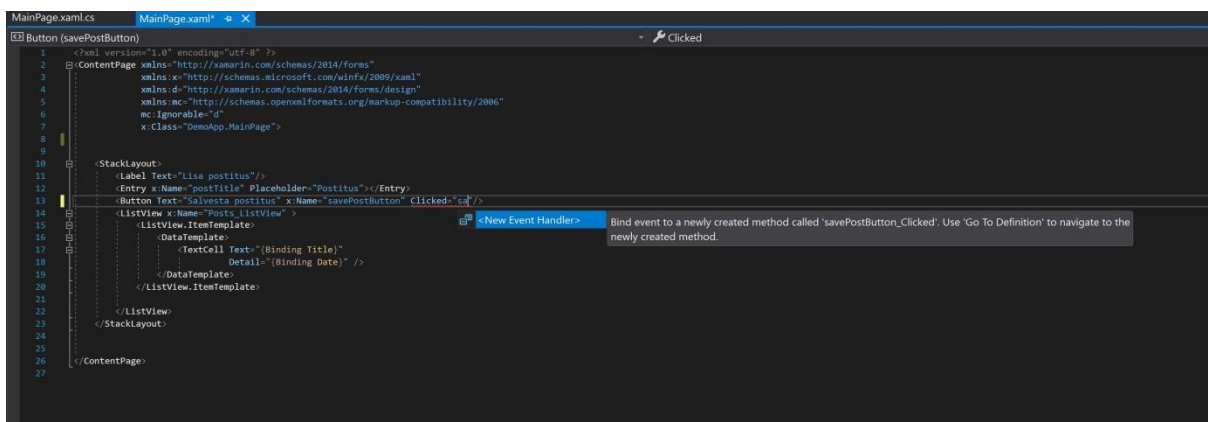 MainPage.xaml.cs MainPage.xaml*
Button (savePostButton) Clicked
1 <?xml version="1.0" encoding="utf-8" ?>
2 <ContentPage xmlns="http://xamarin.com/schemas/2014/forms"
3 xmlns:x="http://schemas.microsoft.com/winfx/2009/xaml"
4 xmlns:d="http://xamarin.com/schemas/2014/forms/design"
5 xmlns:mc="http://schemas.openxmlformats.org/markup-compatibility/2006"
6 mc:Ignorable="d"
7 x:Class="DemoApp.MainPage">
8
9
10 <StackLayout>
11 <Label Text="Lisa postitus"/>
12 <Entry x:Name="postTitle" Placeholder="Postitus"></Entry>
13 <Button Text="Salvesta postitus" x:Name="savePostButton" Clicked="sa"/>
14 <ListView x:Name="Posts_ListView" >
<New Event Handler> Bind event to a newly created method called 'savePostButton_Clicked'. Use 'Go To Definition' to navigate to the
newly created method.
15 <ListView.ItemTemplate>
16 <DataTemplate>
17 <TextCell Text="{Binding Title}"
18 Detail="{Binding Date}" />
19 </DataTemplate>
20 </ListView.ItemTemplate>
21
22 </ListView>
23 </StackLayout>
24
25
26 </ContentPage>
27